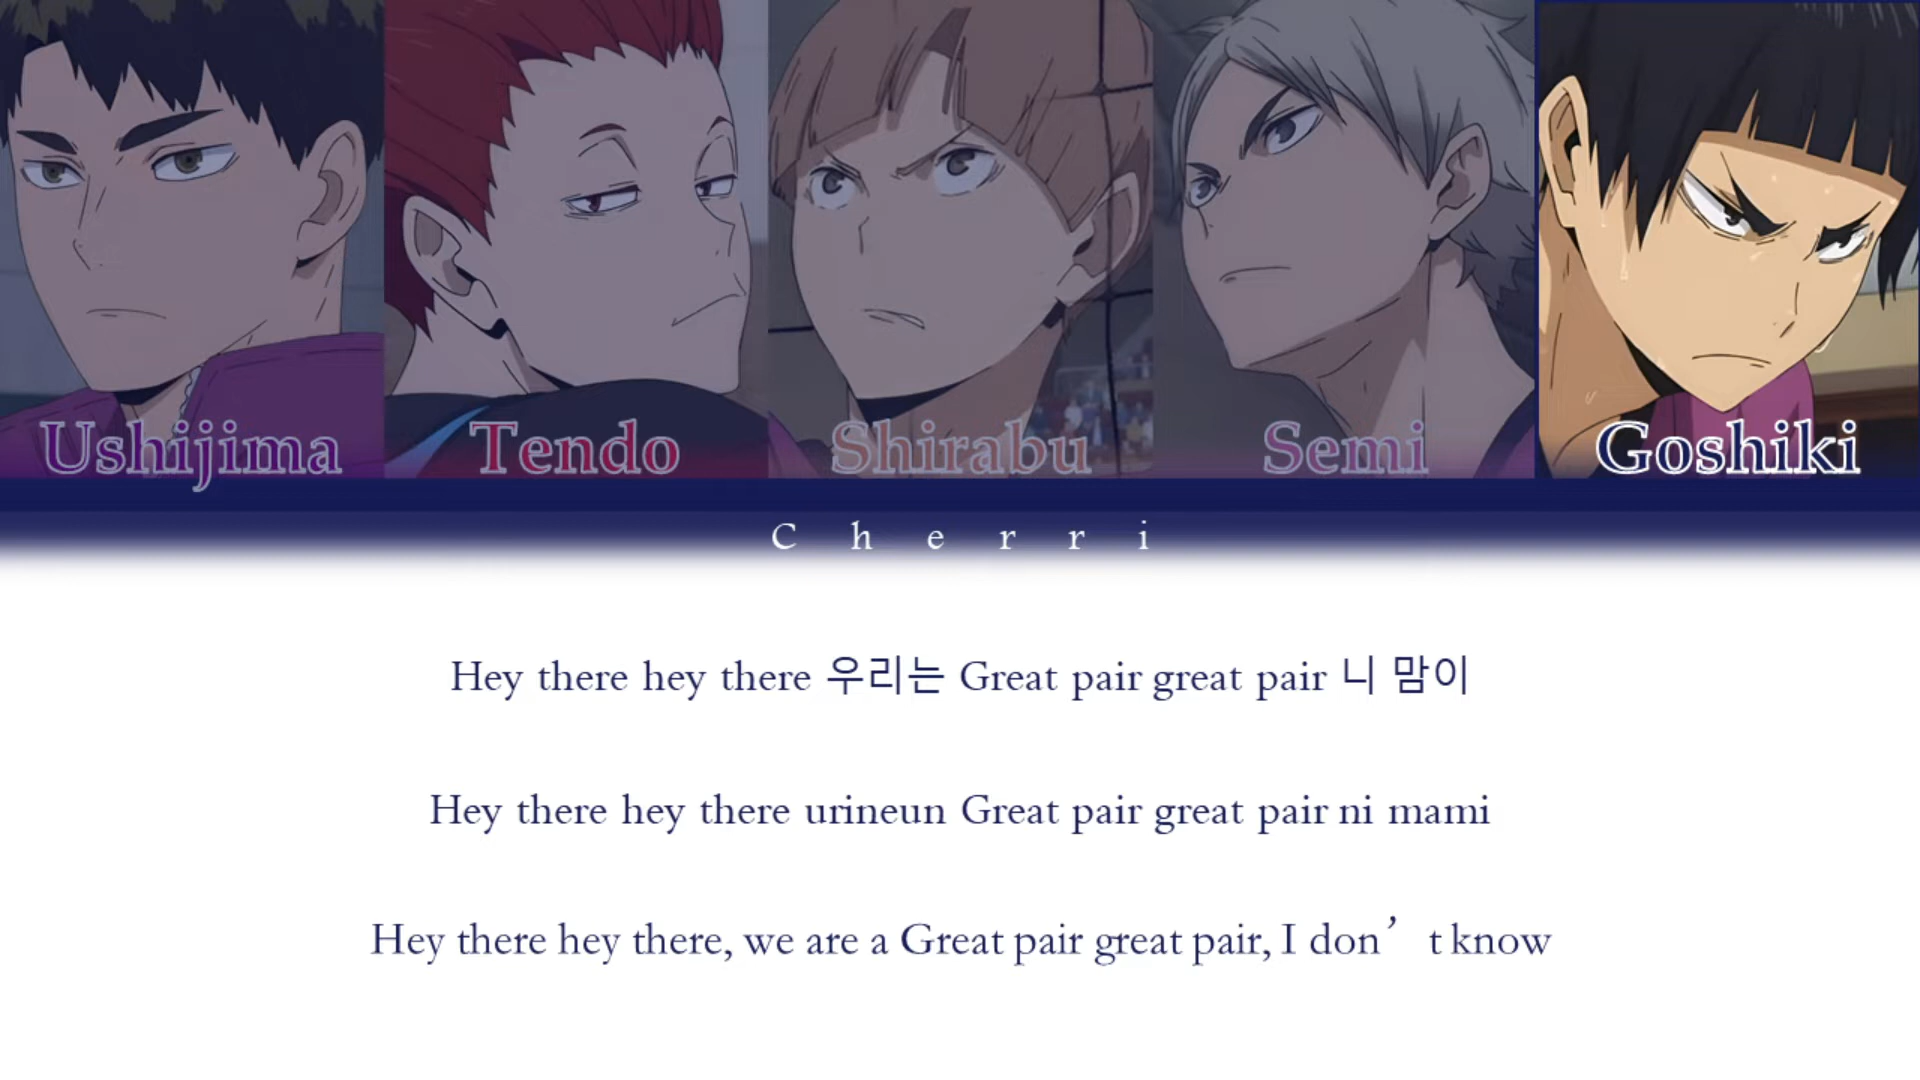 Ushijima Tendo Shirabu Semi Goshiki
Cherri
Hey there hey there 우리는 Great pair great pair 니 맘이
Hey there hey there urineun Great pair great pair ni mami
Hey there hey there, we are a Great pair great pair, I don’t know